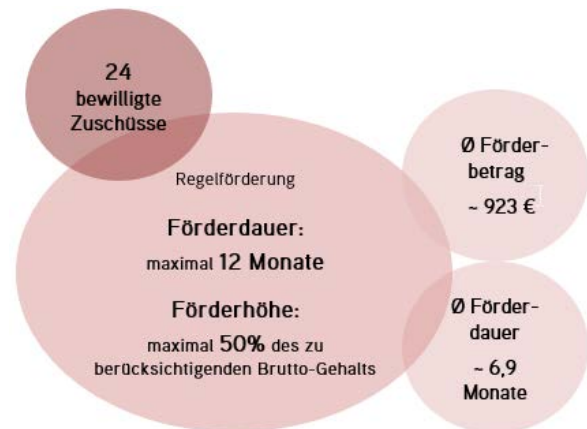 24
bewilligte
Zuschüsse
Regelförderung
Förderdauer:
maximal 12 Monate
Förderhöhe:
maximal 50% des zu
berücksichtigenden Brutto-Gehalts
Ø Förder-
betrag
~ 923 €
Ø Förder-
dauer
~ 6,9
Monate